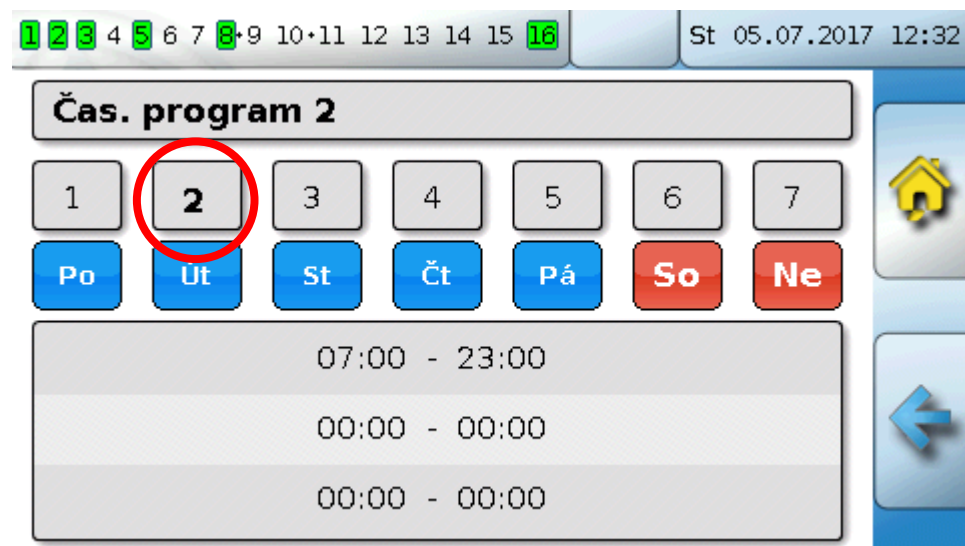 1 2 3 4 5 6 7 8•9 10•11 12 13 14 15 16 St 05.07.2017 12:32
Čas. program 2
1 2 3 4 5 6 7
Po Út St Čt Pá So Ne
07:00 - 23:00
00:00 - 00:00
00:00 - 00:00